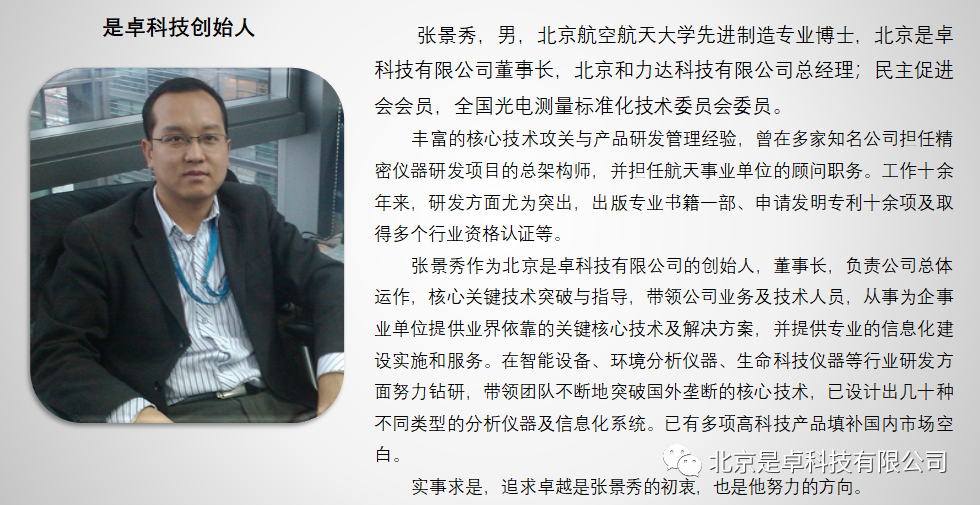 是卓科技创始人
张景秀，男，北京航空航天大学先进制造专业博士，北京是卓
科技有限公司董事长，北京和力达科技有限公司总经理；民主促进
会会员，全国光电测量标准化技术委员会委员。
丰富的核心技术攻关与产品研发管理经验，曾在多家知名公司担任精
密仪器研发项目的总架构师，并担任航天事业单位的顾问职务。工作十余
年来，研发方面尤为突出，出版专业书籍一部、申请发明专利十余项及取
得多个行业资格认证等。
张景秀作为北京是卓科技有限公司的创始人，董事长，负责公司总体
运作，核心关键技术突破与指导，带领公司业务及技术人员，从事为企事
业单位提供业界依靠的关键核心技术及解决方案，并提供专业的信息化建
设实施和服务。在智能设备、环境分析仪器、生命科技仪器等行业研发方
面努力钻研，带领团队不断地突破国外垄断的核心技术，已设计出几十种
不同类型的分析仪器及信息化系统。已有多项高科技产品填补国内市场空
白。
北京是卓科技有限公司
实事求是，追求卓越是张景秀的初衷，也是他努力的方向。